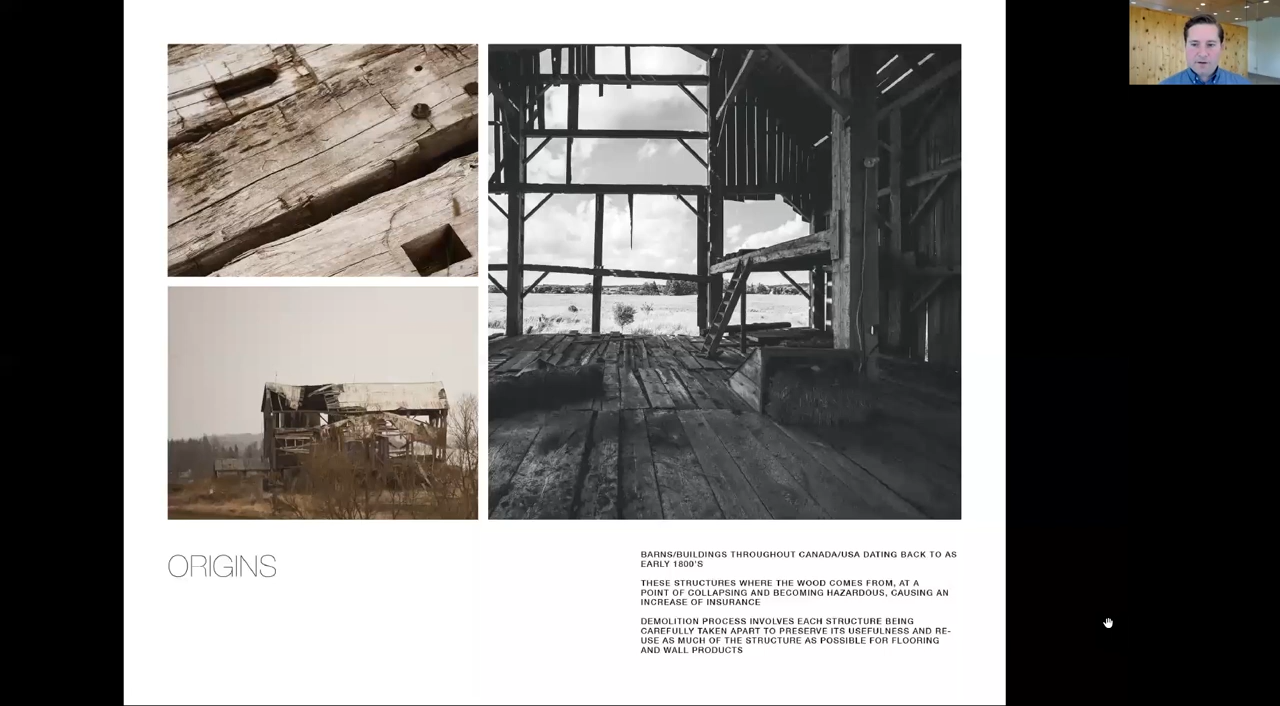 ORIGINS
BARNS/BUILDINGS THROUGHOUT CANADA/USA DATING BACK TO AS
EARLY 1800'S
THESE STRUCTURES WHERE THE WOOD COMES FROM, AT A
POINT OF COLLAPSING AND BECOMING HAZARDOUS, CAUSING AN
INCREASE OF INSURANCE
DEMOLITION PROCESS INVOLVES EACH STRUCTURE BEING
CAREFULLY TAKEN APART TO PRESERVE ITS USEFULNESS AND RE-
USE AS MUCH OF THE STRUCTURE AS POSSIBLE FOR FLOORING
AND WALL PRODUCTS